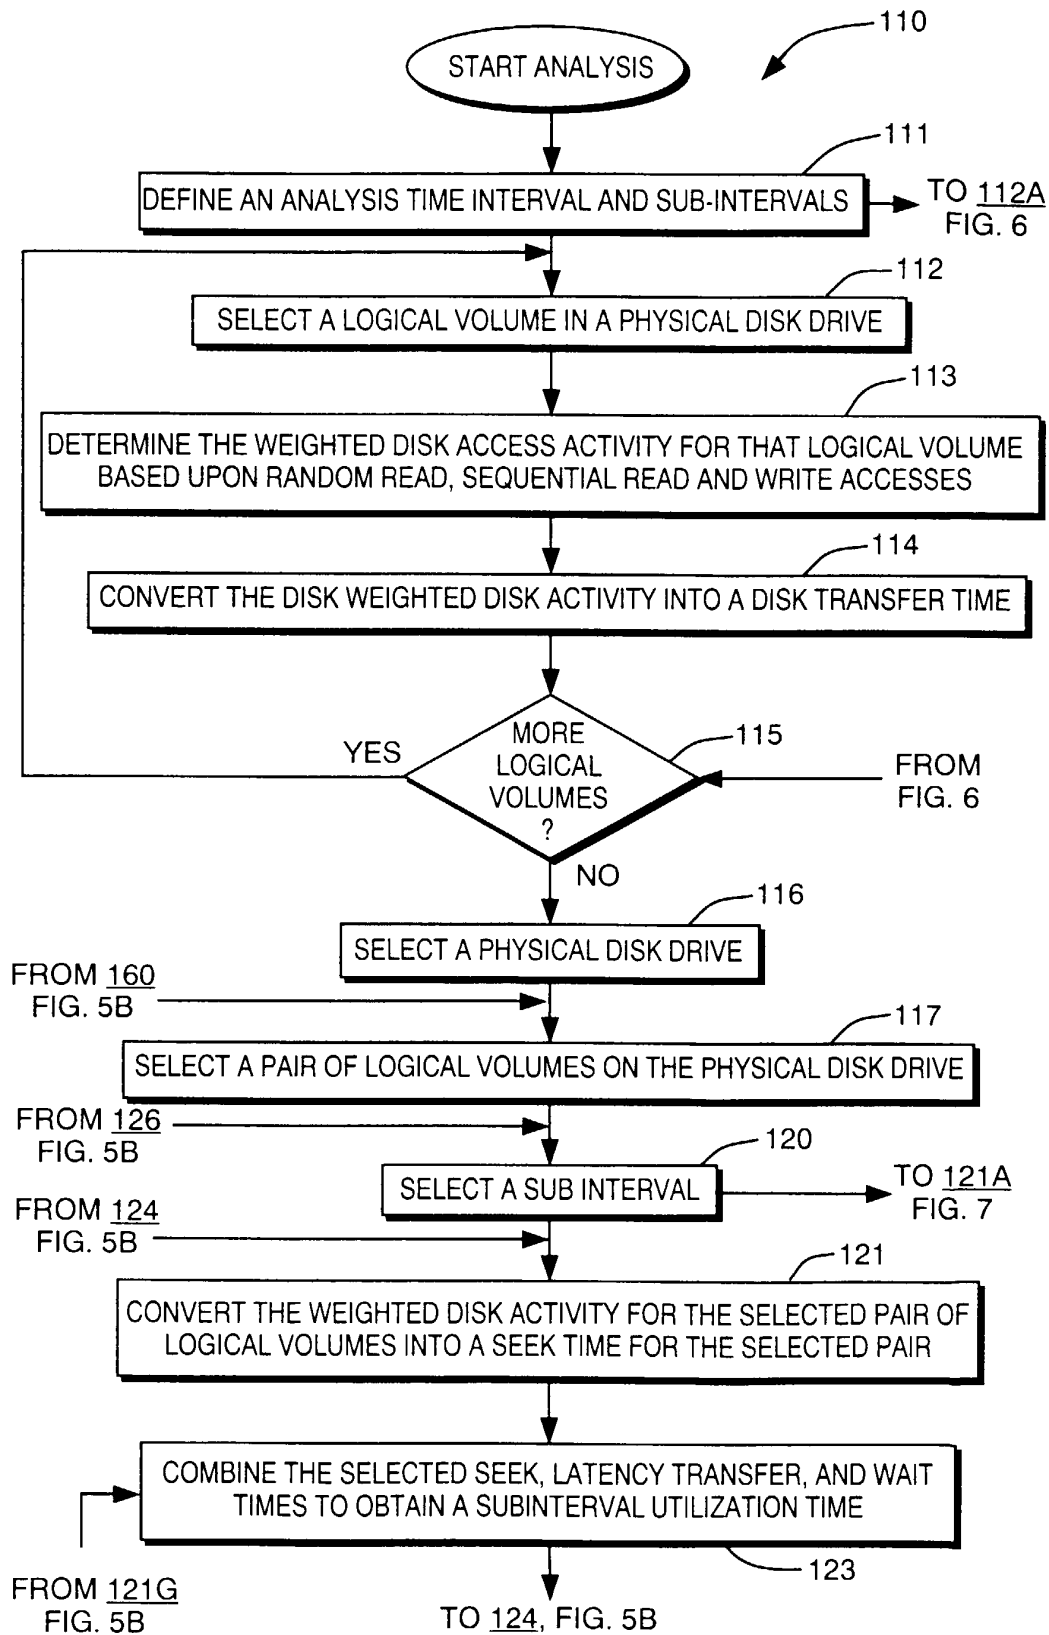 110
START ANALYSIS
111
DEFINE AN ANALYSIS TIME INTERVAL AND SUB-INTERVALS
TO 112A
FIG. 6
112
SELECT A LOGICAL VOLUME IN A PHYSICAL DISK DRIVE
113
DETERMINE THE WEIGHTED DISK ACCESS ACTIVITY FOR THAT LOGICAL VOLUME
BASED UPON RANDOM READ, SEQUENTIAL READ AND WRITE ACCESSES
114
CONVERT THE DISK WEIGHTED DISK ACTIVITY INTO A DISK TRANSFER TIME
115
MORE
LOGICAL
VOLUMES
?
YES
FROM
FIG. 6
NO
116
SELECT A PHYSICAL DISK DRIVE
FROM 160
FIG. 5B
117
SELECT A PAIR OF LOGICAL VOLUMES ON THE PHYSICAL DISK DRIVE
FROM 126
FIG. 5B
120
SELECT A SUB INTERVAL
TO 121A
FIG. 7
FROM 124
FIG. 5B
121
CONVERT THE WEIGHTED DISK ACTIVITY FOR THE SELECTED PAIR OF
LOGICAL VOLUMES INTO A SEEK TIME FOR THE SELECTED PAIR
COMBINE THE SELECTED SEEK, LATENCY TRANSFER, AND WAIT
TIMES TO OBTAIN A SUBINTERVAL UTILIZATION TIME
123
FROM 121G
FIG. 5B
TO 124, FIG. 5B